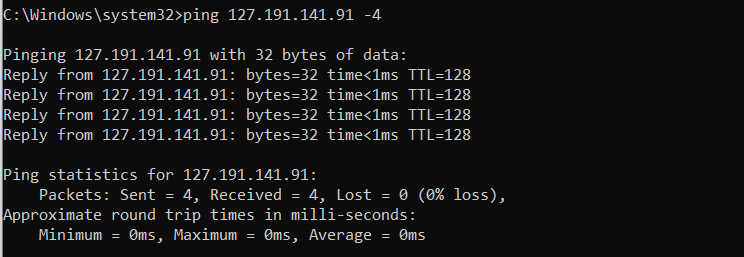 C:\Windows\system32>ping 127.191.141.91 -4
Pinging 127.191.141.91 with 32 bytes of data:
Reply from 127.191.141.91: bytes=32 time<1ms TTL=128
Reply from 127.191.141.91: bytes=32 time<1ms TTL=128
Reply from 127.191.141.91: bytes=32 time<1ms TTL=128
Reply from 127.191.141.91: bytes=32 time<1ms TTL=128
Ping statistics for 127.191.141.91:
    Packets: Sent = 4, Received = 4, Lost = 0 (0% loss),
Approximate round trip times in milli-seconds:
    Minimum = 0ms, Maximum = 0ms, Average = 0ms